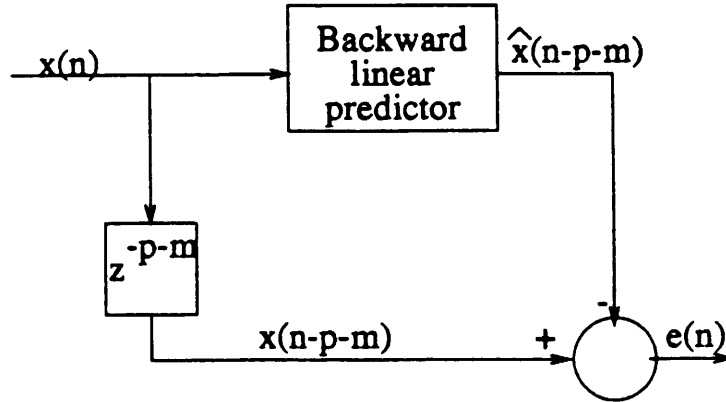 Backward
linear
predictor
x(n)
x̂(n-p-m)
z^-p-m
x(n-p-m)
+
-
e(n)